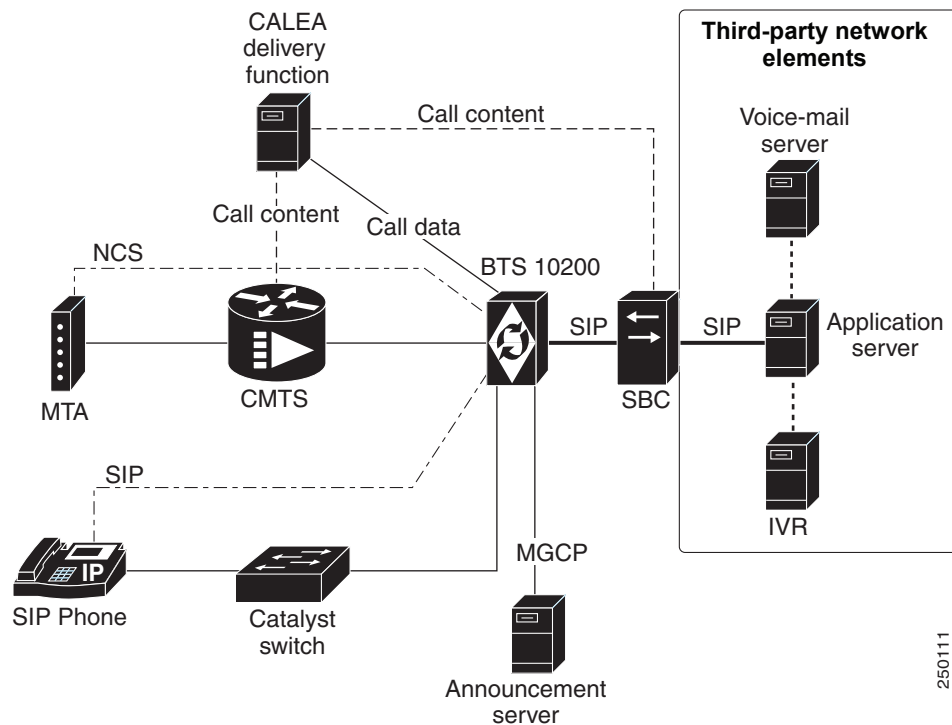 CALEA
delivery
function
Third-party network
elements
Call content
Voice-mail
server
Call content
Call data
NCS
BTS 10200
SIP
SIP
Application
server
MTA
CMTS
SBC
SIP
IVR
MGCP
IP
SIP Phone
Catalyst
switch
Announcement
server
250111